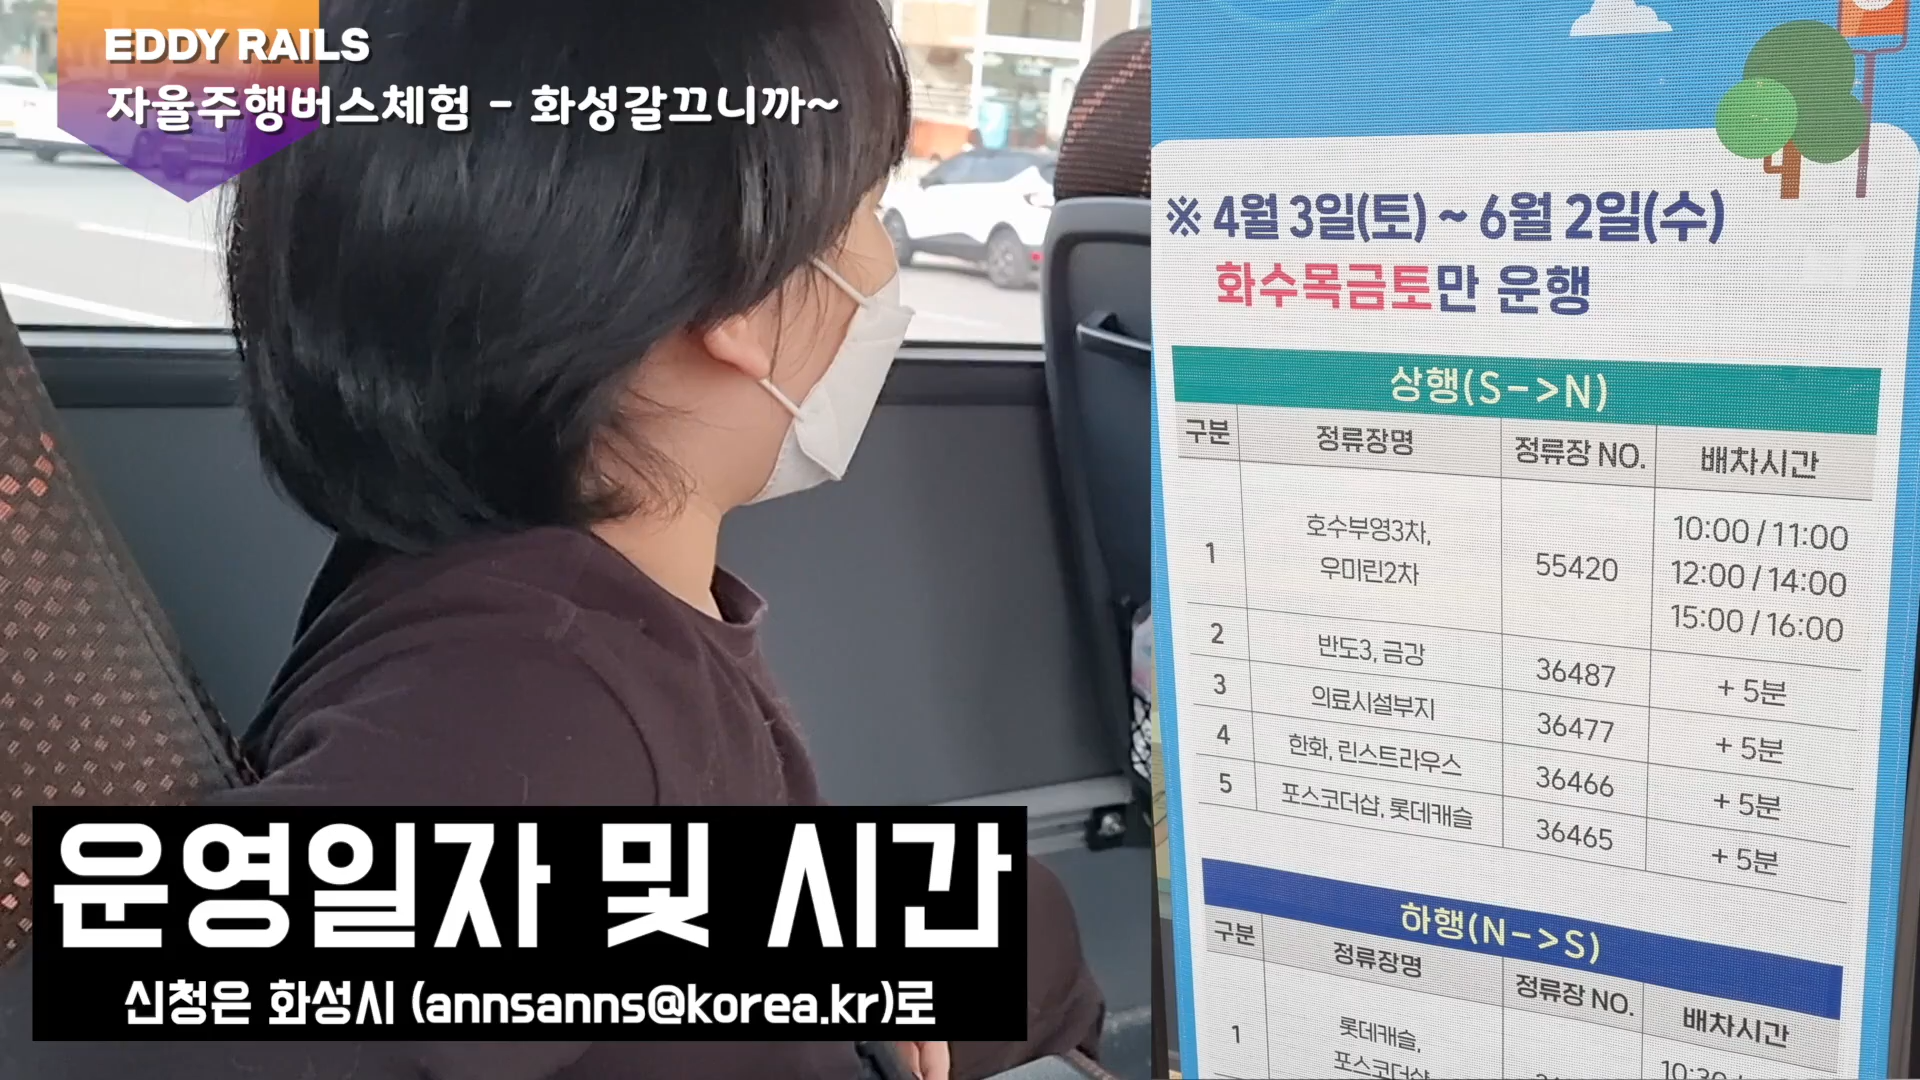 EDDY RAILS
자율주행버스체험 - 화성갈끄니까~
※ 4월 3일(토) ~ 6월 2일(수)
화수목금토만 운행
상행(S->N)
구분 정류장명 정류장 NO. 배차시간
1 호수부영3차, 우미린2차 55420 10:00 / 11:00
12:00 / 14:00
15:00 / 16:00
2 반도3, 금강 36487 + 5분
3 의료시설부지 36477 + 5분
4 한화, 린스트라우스 36466 + 5분
5 포스코더샵, 롯데캐슬 36465 + 5분
하행(N->S)
구분 정류장명 정류장 NO. 배차시간
1 롯데캐슬,
포스코더샵 10:30
운영일자 및 시간
신청은 화성시 (annsanns@korea.kr)로